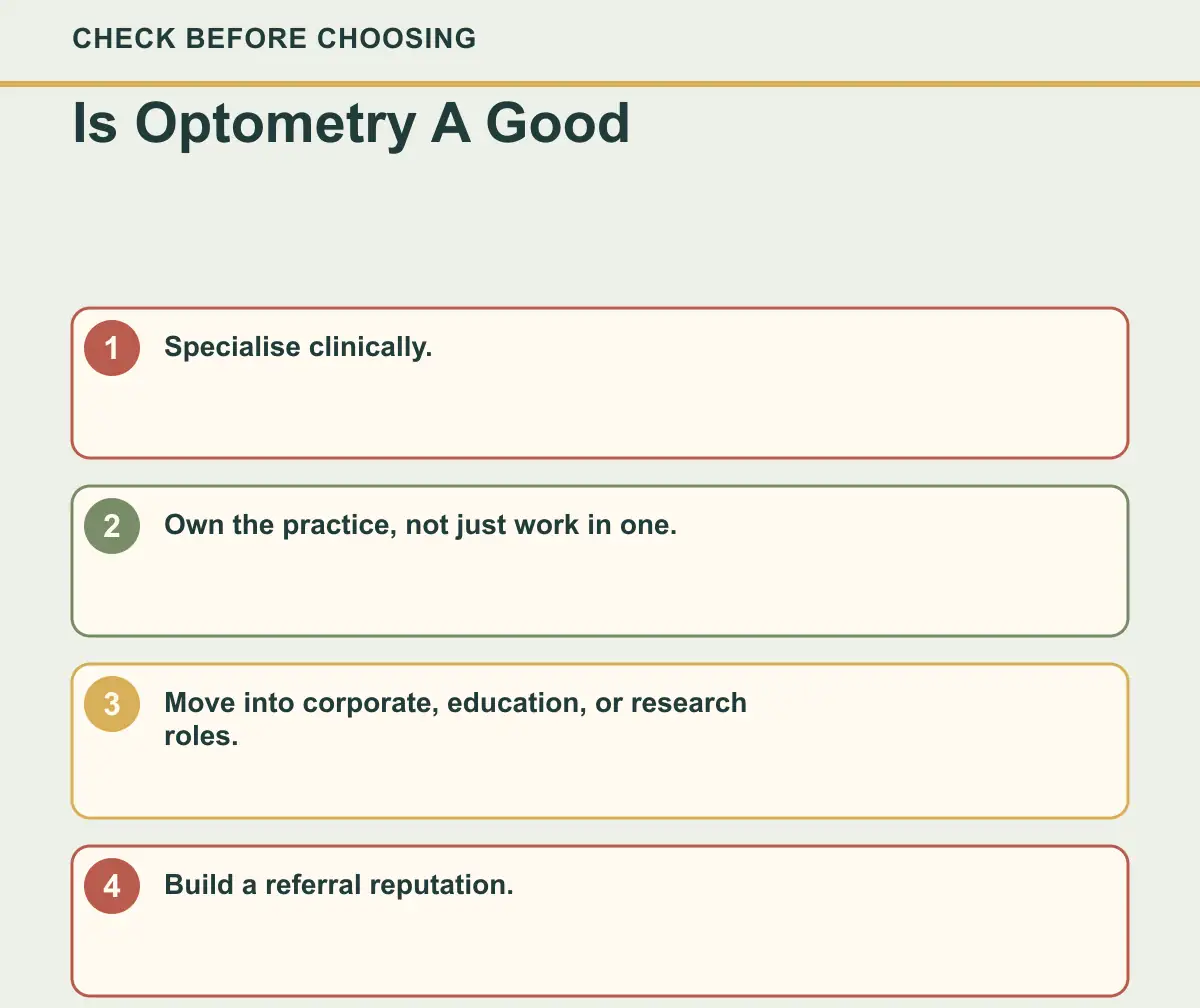 CHECK BEFORE CHOOSING
Is Optometry A Good
1
Specialise clinically.
2
Own the practice, not just work in one.
3
Move into corporate, education, or research
roles.
4
Build a referral reputation.